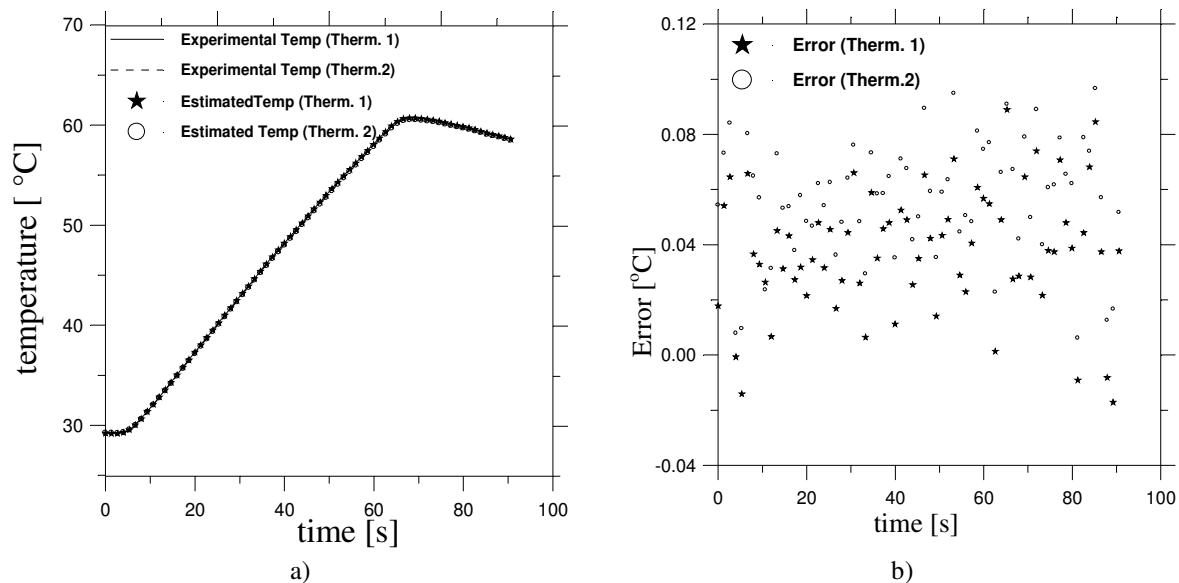 70
60
50
40
30
temperature [ °C]
Experimental Temp (Therm. 1)
Experimental Temp (Therm.2)
EstimatedTemp (Therm. 1)
Estimated Temp (Therm. 2)
0 20 40 60 80 100
time [s]
a)
0.12
0.08
0.04
0.00
-0.04
Error [°C]
Error (Therm. 1)
Error (Therm.2)
0 20 40 60 80 100
time [s]
b)